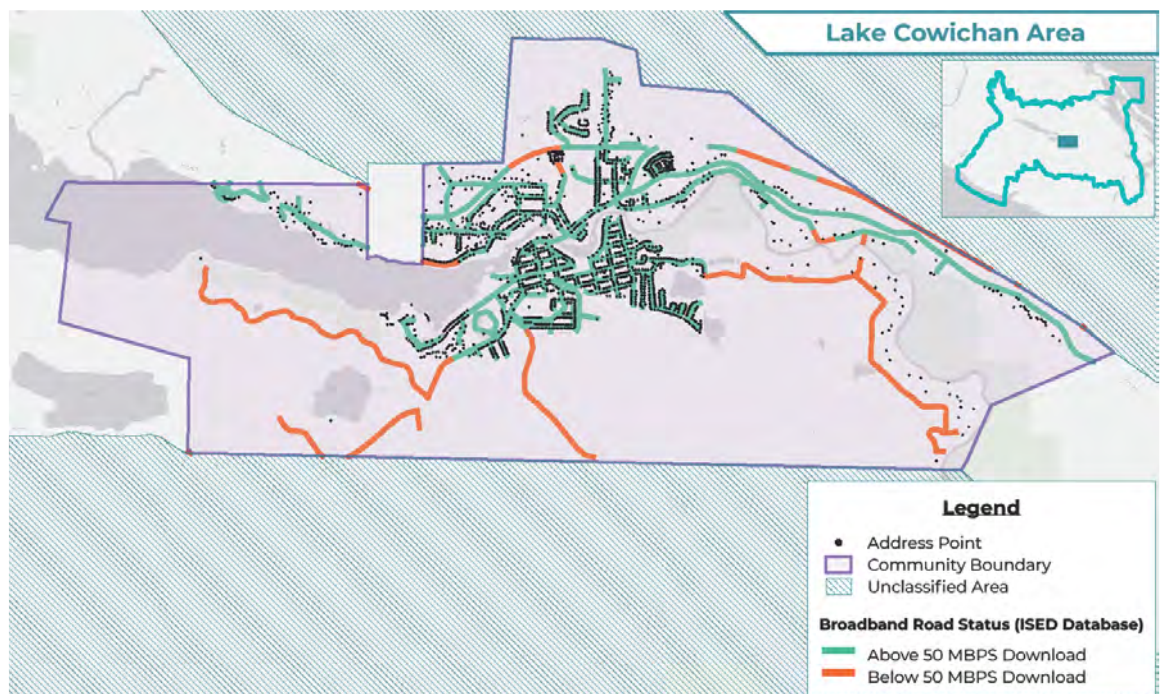 Lake Cowichan Area
Legend
Address Point
Community Boundary
Unclassified Area
Broadband Road Status (ISED Database)
Above 50 MBPS Download
Below 50 MBPS Download